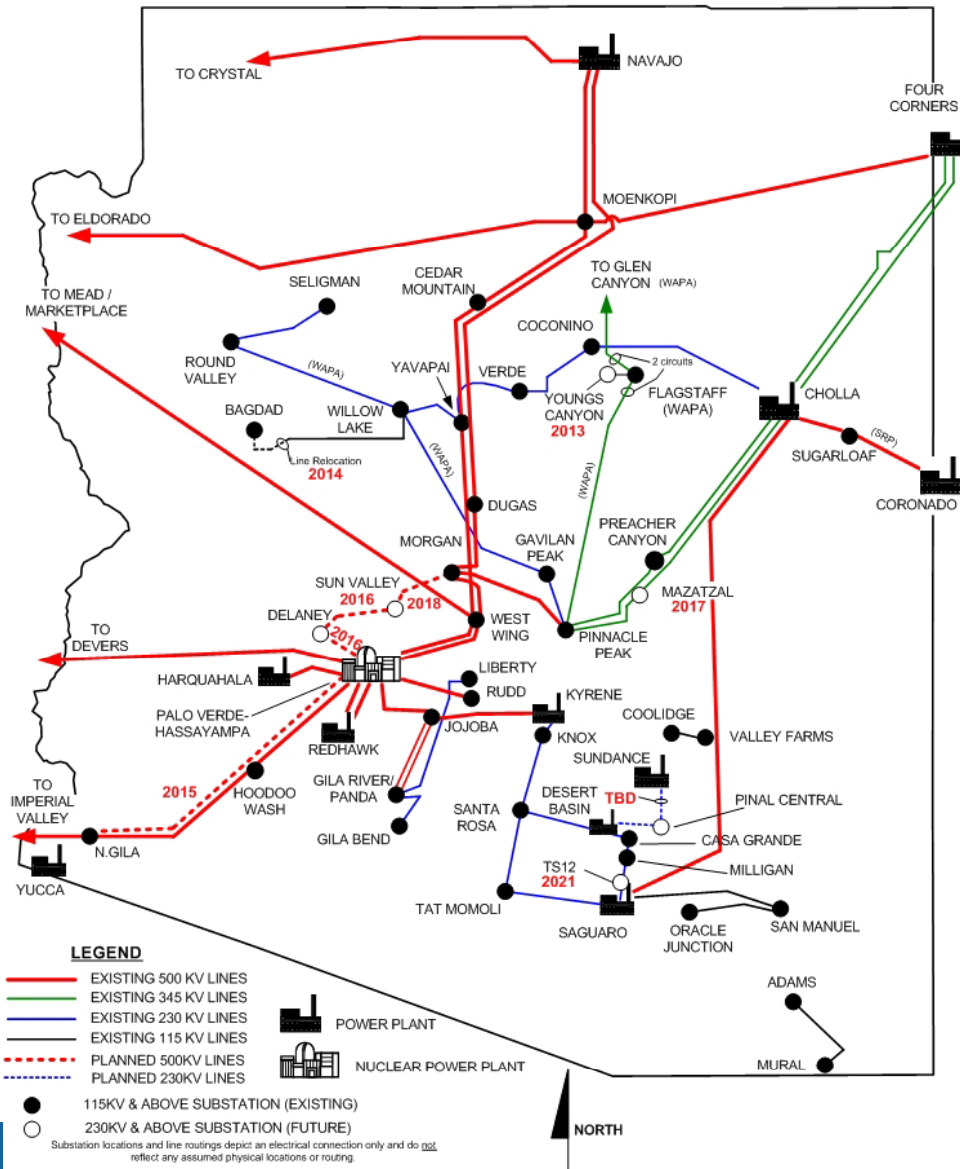 NAVAJO
TO CRYSTAL
FOUR
CORNERS
MOENKOPI
TO ELDORADO
SELIGMAN
CEDAR
MOUNTAIN
TO GLEN
CANYON (WAPA)
TO MEAD /
MARKETPLACE
COCONINO
2 circuits
ROUND
VALLEY
(WAPA)
YAVAPAI
VERDE
YOUNGS
CANYON
2013
FLAGSTAFF
(WAPA)
CHOLLA
BAGDAD
WILLOW
LAKE
Line Relocation
2014
(WAPA)
(WAPA)
SUGARLOAF
(SRP)
CORONADO
DUGAS
PREACHER
CANYON
MORGAN
GAVILAN
PEAK
SUN VALLEY
2016
2018
MAZATZAL
2017
DELANEY
2016
WEST
WING
PINNACLE
PEAK
TO
DEVERS
HARQUAHALA
LIBERTY
RUDD
KYRENE
PALO VERDE-
HASSAYAMPA
REDHAWK
JOJOBA
KNOX
COOLIDGE
VALLEY FARMS
SUNDANCE
2015
HOODOO
WASH
GILA RIVER/
PANDA
TO
IMPERIAL
VALLEY
SANTA
ROSA
DESERT
BASIN
TBD
PINAL CENTRAL
GILA BEND
CASA GRANDE
N.GILA
MILLIGAN
YUCCA
TS12
2021
TAT MOMOLI
SAGUARO
ORACLE
JUNCTION
SAN MANUEL
LEGEND
EXISTING 500 KV LINES
EXISTING 345 KV LINES
EXISTING 230 KV LINES
EXISTING 115 KV LINES
PLANNED 500KV LINES
PLANNED 230KV LINES
POWER PLANT
NUCLEAR POWER PLANT
ADAMS
MURAL
115KV & ABOVE SUBSTATION (EXISTING)
230KV & ABOVE SUBSTATION (FUTURE)
Substation locations and line routings depict an electrical connection only and do not
reflect any assumed physical locations or routing.
NORTH